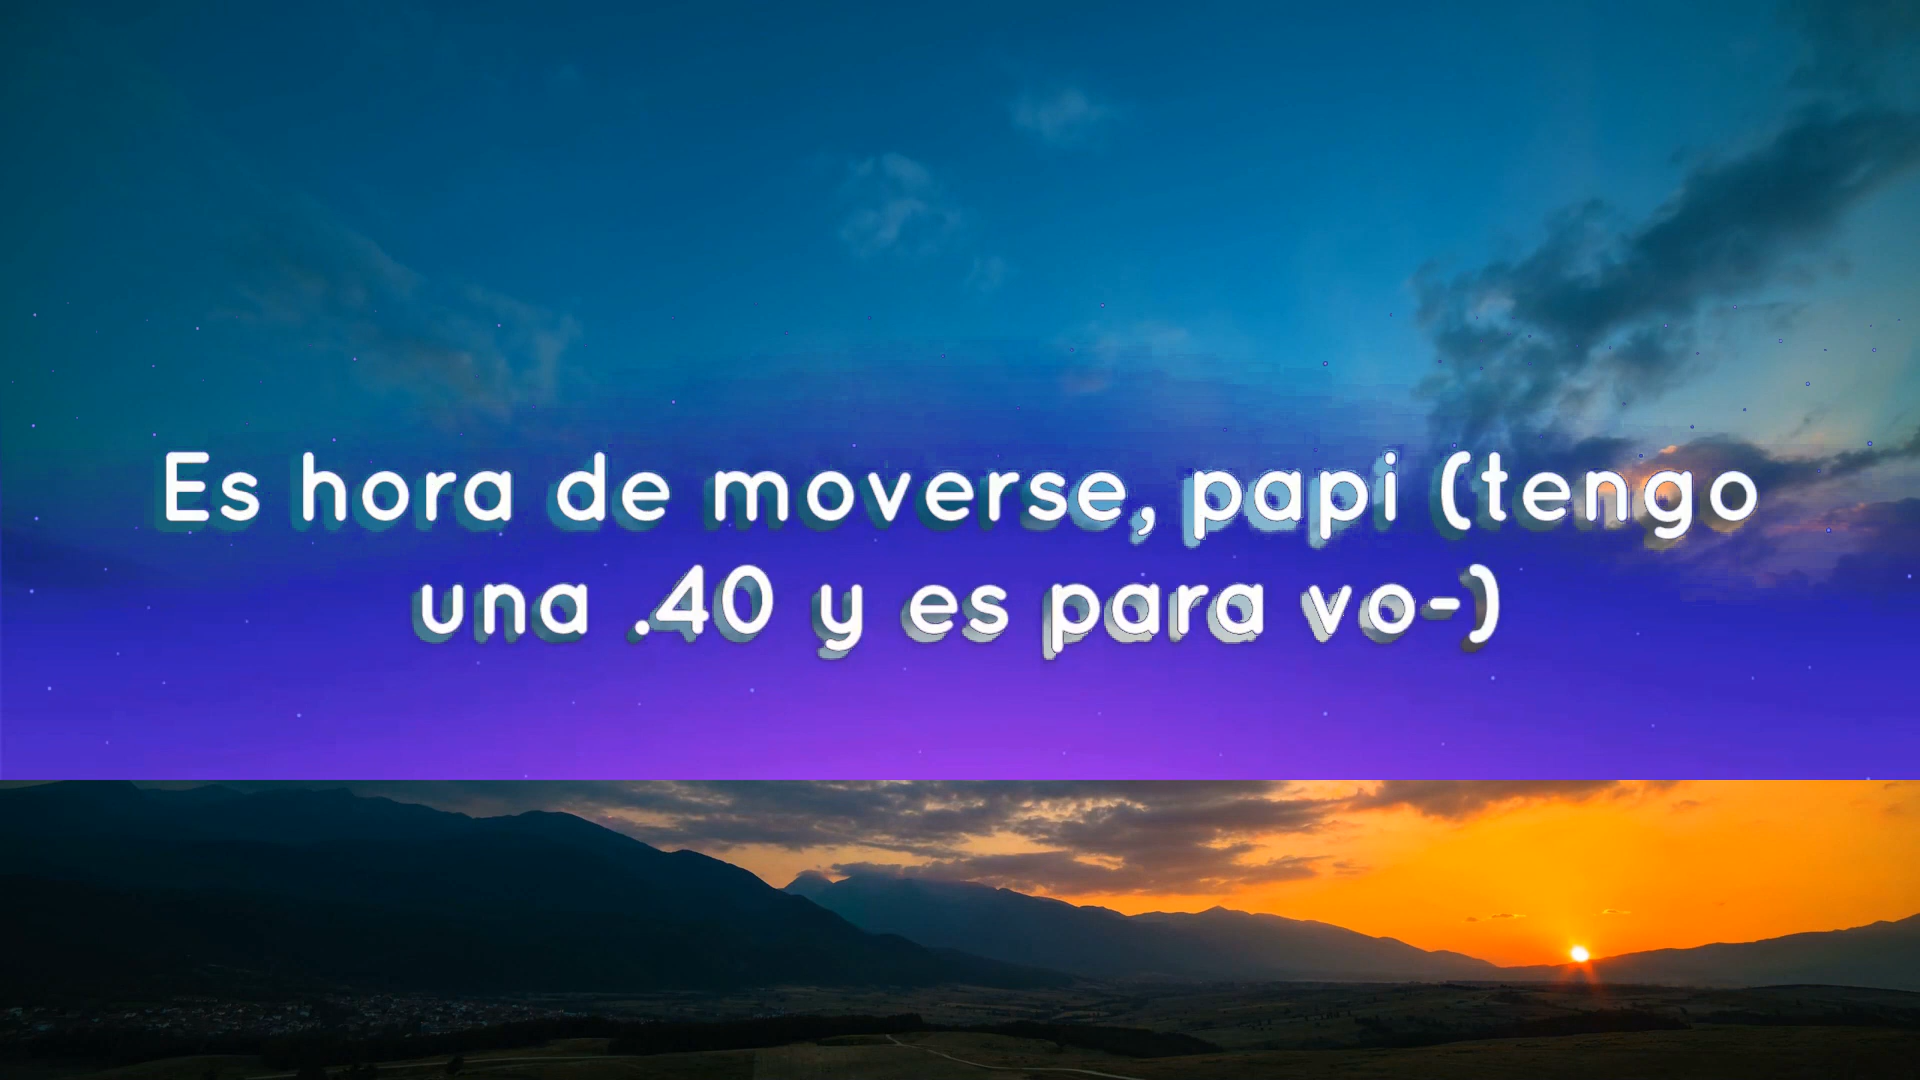 Es hora de moverse, papi (tengo
una .40 y es para vo-)